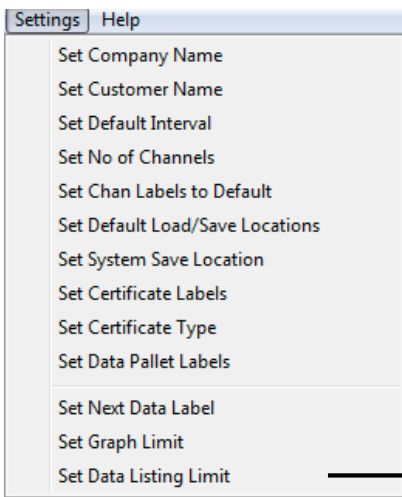 Settings Help
Set Company Name
Set Customer Name
Set Default Interval
Set No of Channels
Set Chan Labels to Default
Set Default Load/Save Locations
Set System Save Location
Set Certificate Labels
Set Certificate Type
Set Data Pallet Labels
Set Next Data Label
Set Graph Limit
Set Data Listing Limit